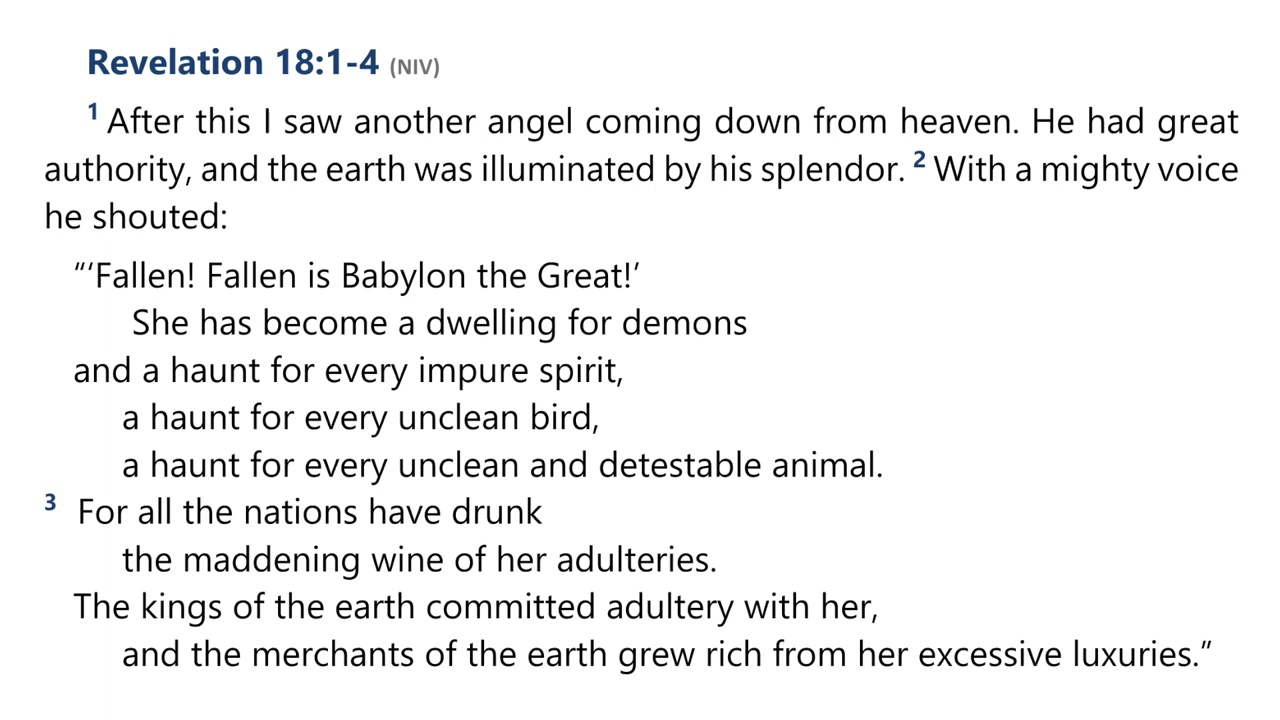 Revelation 18:1-4 (NIV)
1 After this I saw another angel coming down from heaven. He had great
authority, and the earth was illuminated by his splendor. 2 With a mighty voice
he shouted:
“‘Fallen! Fallen is Babylon the Great!’
She has become a dwelling for demons
and a haunt for every impure spirit,
a haunt for every unclean bird,
a haunt for every unclean and detestable animal.
3 For all the nations have drunk
the maddening wine of her adulteries.
The kings of the earth committed adultery with her,
and the merchants of the earth grew rich from her excessive luxuries.”